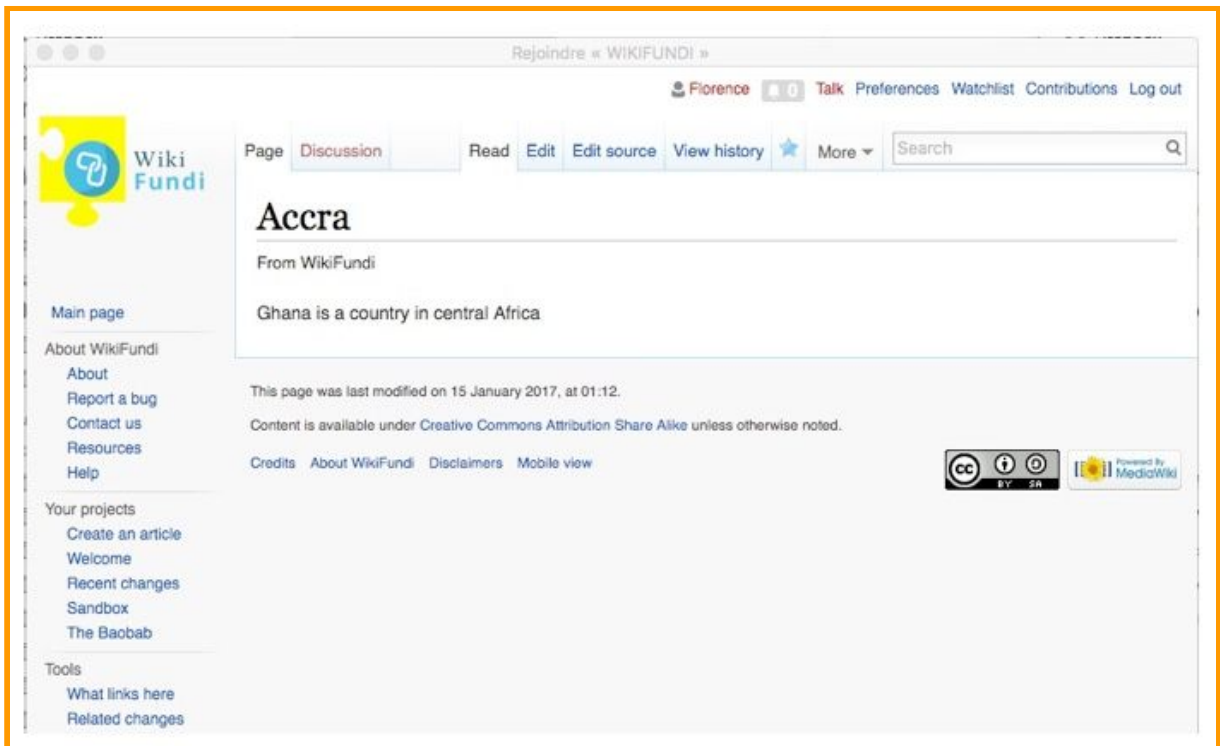 Rejoindre « WIKIFUNDI »
Florence 0 Talk Preferences Watchlist Contributions Log out
Wiki
Fundi
Page Discussion Read Edit Edit source View history More Search
Accra
From WikiFundi
Ghana is a country in central Africa
This page was last modified on 15 January 2017, at 01:12.
Content is available under Creative Commons Attribution Share Alike unless otherwise noted.
Credits About WikiFundi Disclaimers Mobile view
cc BY SA
Powered By
MediaWiki
Main page
About WikiFundi
About
Report a bug
Contact us
Resources
Help
Your projects
Create an article
Welcome
Recent changes
Sandbox
The Baobab
Tools
What links here
Related changes